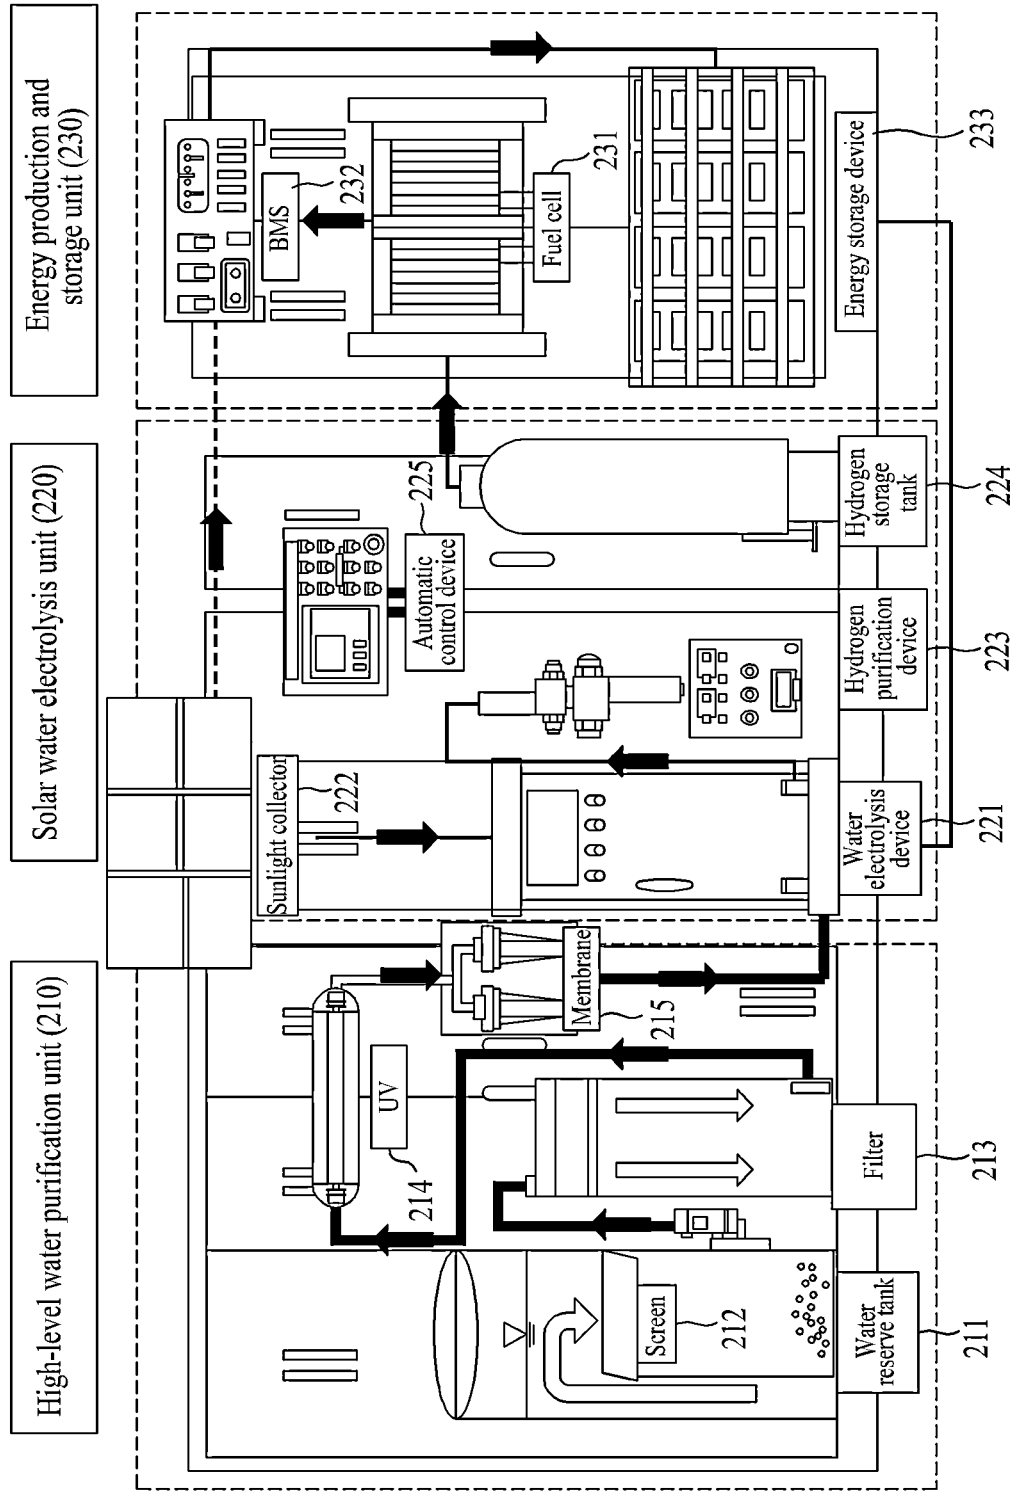 High-level water purification unit (210)
Solar water electrolysis unit (220)
Energy production and
storage unit (230)
UV
214
Membrane
215
Screen
212
Water
reserve tank
211
Filter
213
Sunlight collector
222
Automatic
control device
225
Water
electrolysis
device
221
Hydrogen
purification
device
223
Hydrogen
storage
tank
224
BMS
232
Fuel cell
231
Energy storage device
233